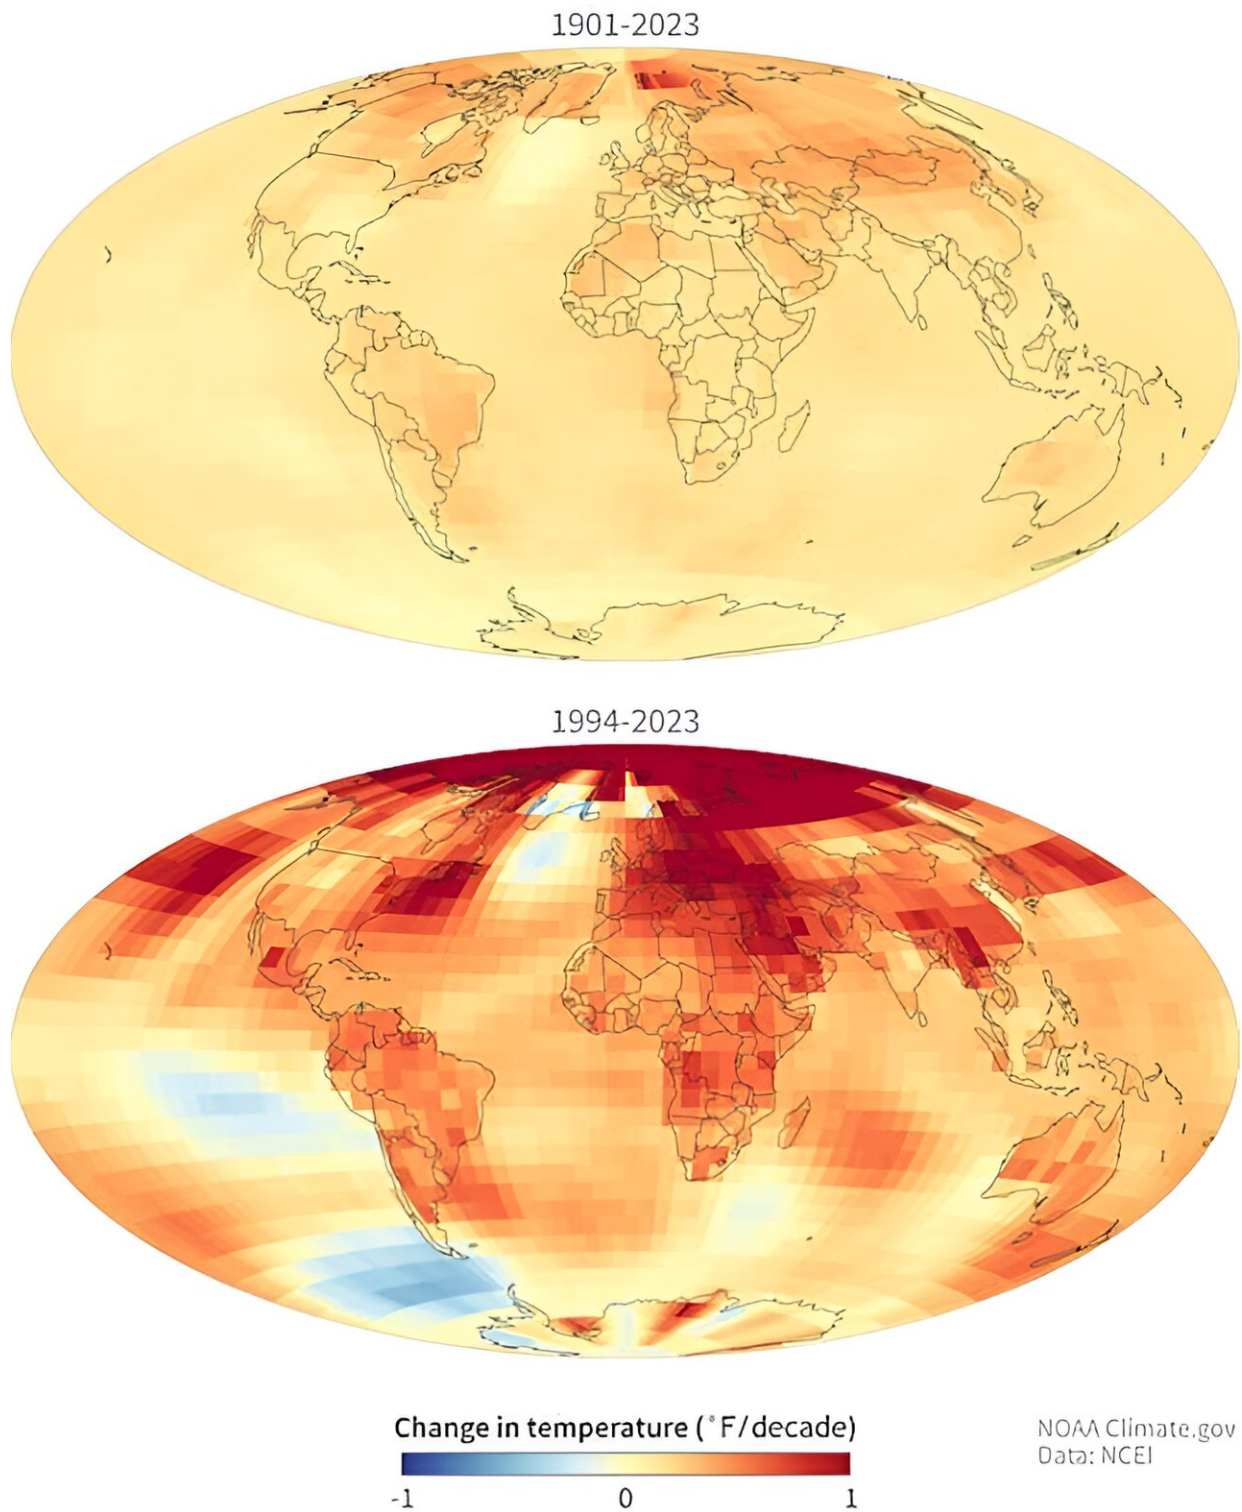 1901-2023
1994-2023
Change in temperature (°F/decade)
-1 0 1
NOAA Climate.gov
Data: NCEI